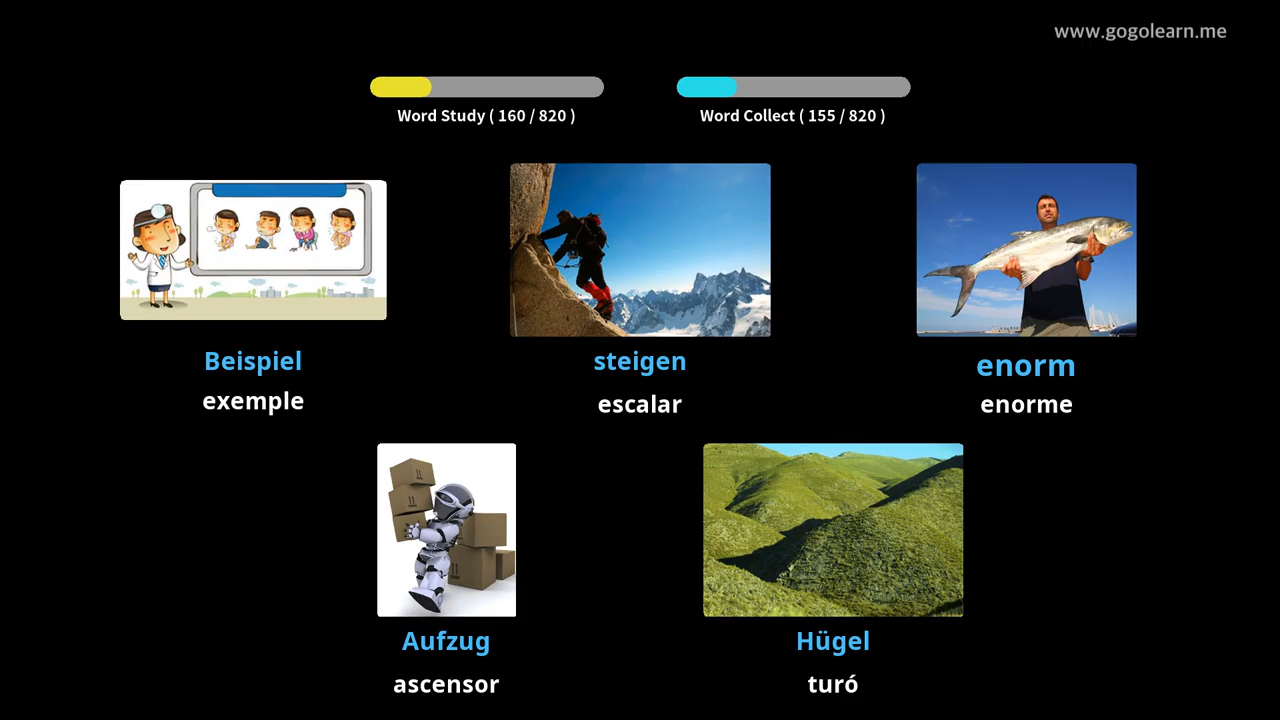 www.gogolearn.me
Word Study ( 160 / 820 )
Word Collect ( 155 / 820 )
Beispiel
exemple
steigen
escalar
enorm
enorme
Aufzug
ascensor
Hügel
turó